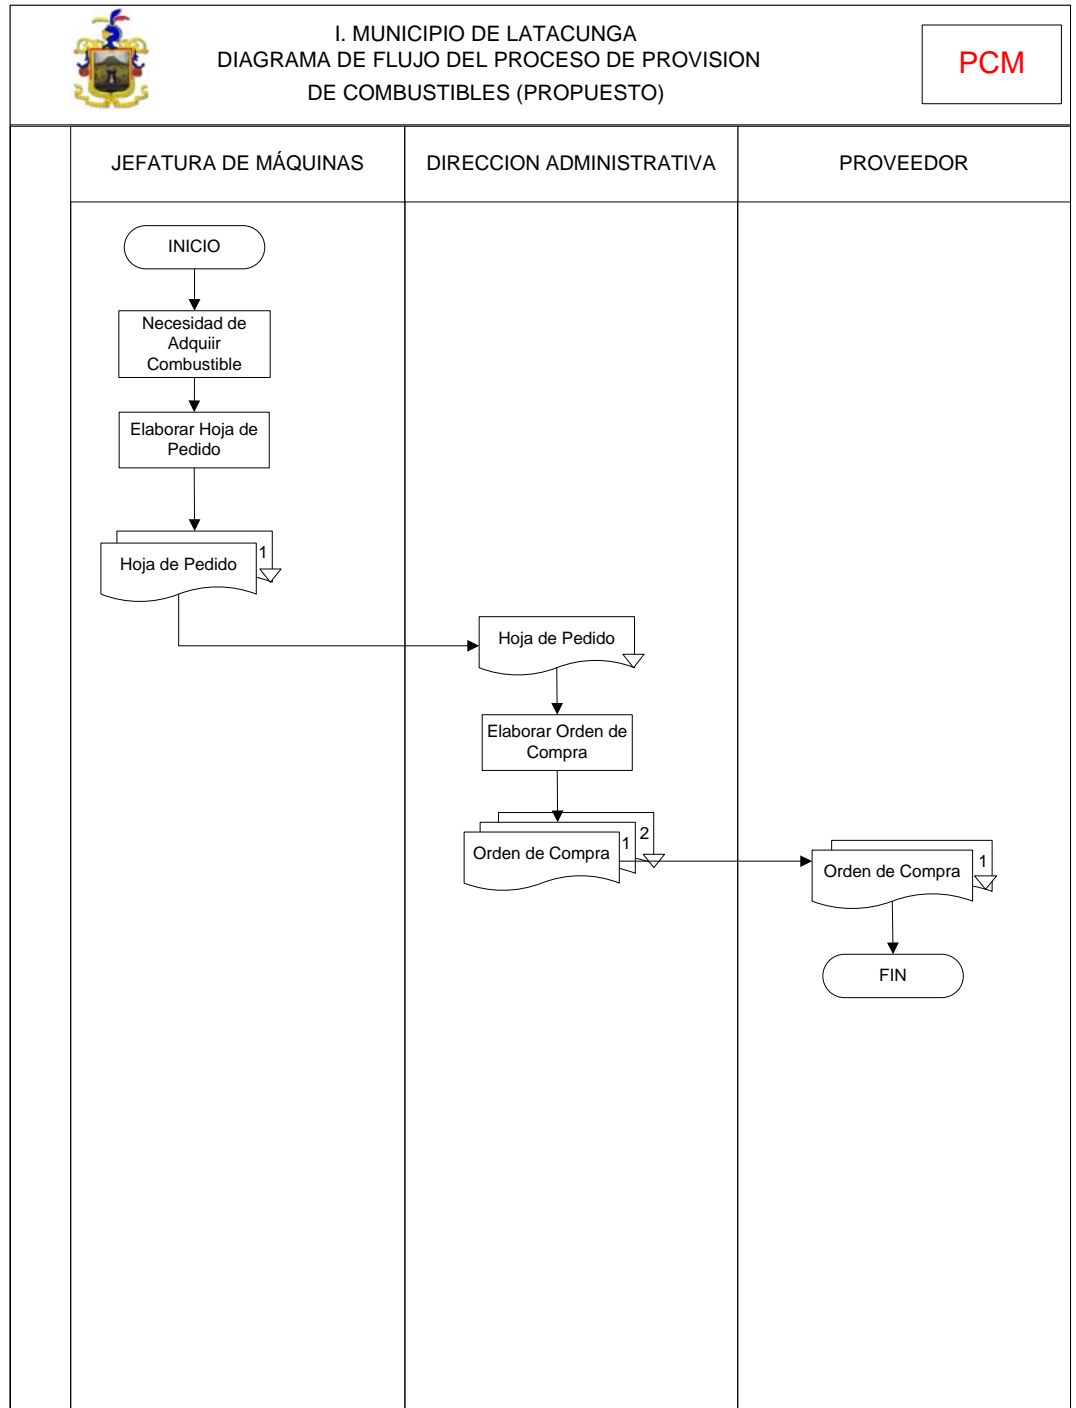 I. MUNICIPIO DE LATACUNGA
DIAGRAMA DE FLUJO DEL PROCESO DE PROVISION
DE COMBUSTIBLES (PROPUESTO)
PCM
JEFATURA DE MÁQUINAS
DIRECCION ADMINISTRATIVA
PROVEEDOR
INICIO
Necesidad de
Adquiir
Combustible
Elaborar Hoja de
Pedido
1
Hoja de Pedido
Hoja de Pedido
Elaborar Orden de
Compra
2
1
Orden de Compra
1
Orden de Compra
FIN